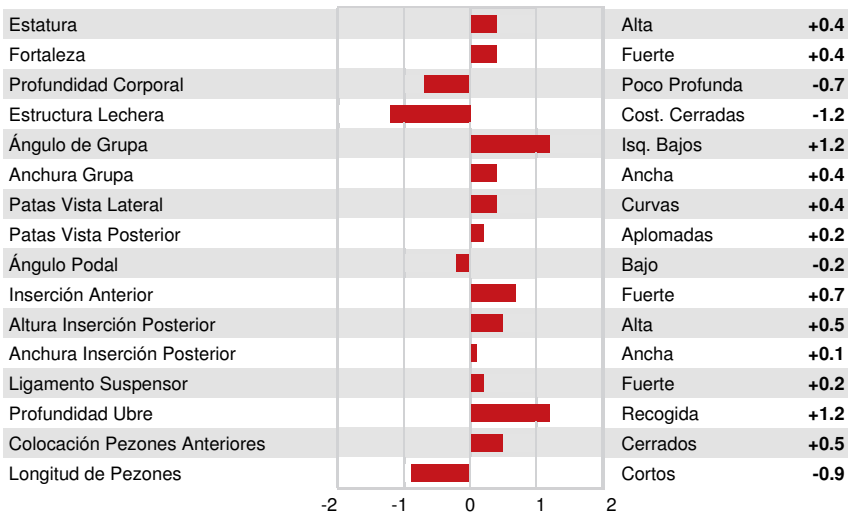 Estatura Alta +0.4
Fortaleza Fuerte +0.4
Profundidad Corporal Poco Profunda -0.7
Estructura Lechera Cost. Cerradas -1.2
Ángulo de Grupa Isq. Bajos +1.2
Anchura Grupa Ancha +0.4
Patas Vista Lateral Curvas +0.4
Patas Vista Posterior Aplomadas +0.2
Ángulo Podal Bajo -0.2
Inserción Anterior Fuerte +0.7
Altura Inserción Posterior Alta +0.5
Anchura Inserción Posterior Ancha +0.1
Ligamento Suspensor Fuerte +0.2
Profundidad Ubre Recogida +1.2
Colocación Pezones Anteriores Cerrados +0.5
Longitud de Pezones Cortos -0.9
-2 -1 0 1 2